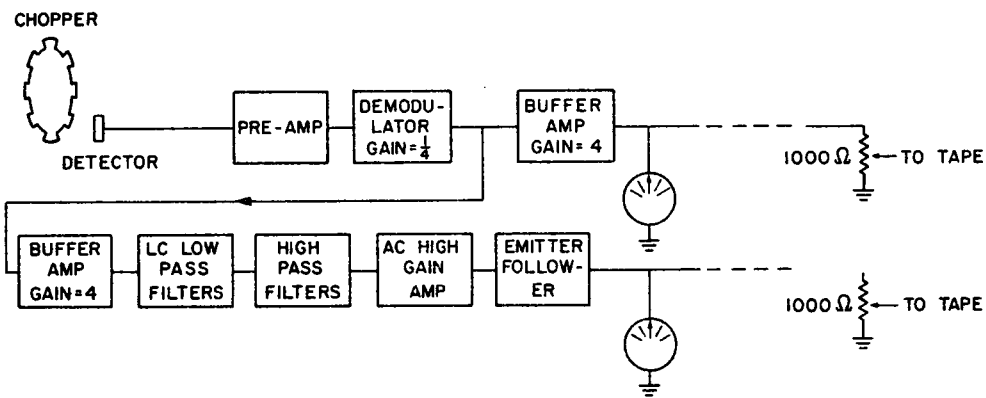 CHOPPER
DETECTOR
PRE-AMP
DEMODU-
LATOR
GAIN=1/4
BUFFER
AMP
GAIN= 4
1000 Ω
TO TAPE
BUFFER
AMP
GAIN=4
LC LOW
PASS
FILTERS
HIGH
PASS
FILTERS
AC HIGH
GAIN
AMP
EMITTER
FOLLOW-
ER
1000 Ω
TO TAPE